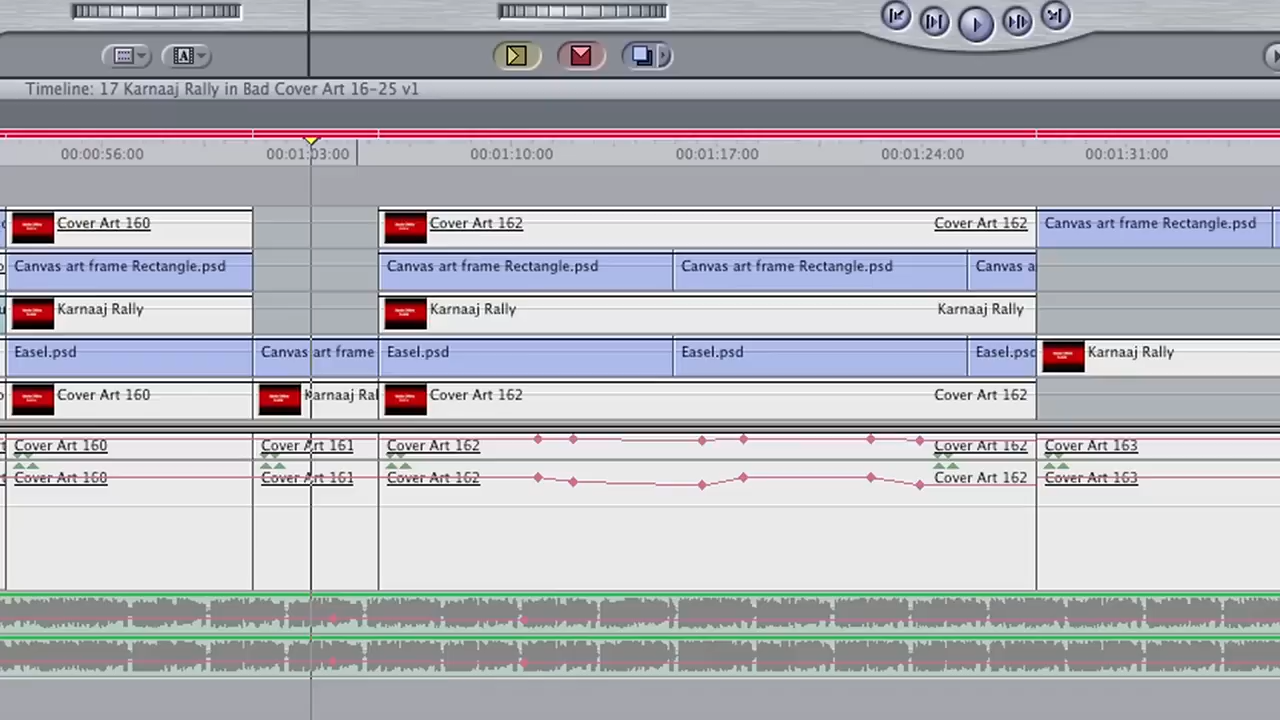 A
Timeline: 17 Karnaaj Rally in Bad Cover Art 16-25 v1
00:00:56:00 00:01:03:00 00:01:10:00 00:01:17:00 00:01:24:00 00:01:31:00
Cover Art 160 Cover Art 162 Cover Art 162 Canvas art frame Rectangle.psd
Canvas art frame Rectangle.psd Canvas art frame Rectangle.psd Canvas art frame Rectangle.psd Canvas a
Karnaaj Rally Karnaaj Rally Karnaaj Rally
Easel.psd Canvas art frame Easel.psd Easel.psd Easel.psd Karnaaj Rally
Cover Art 160 Karnaaj Ral Cover Art 162 Cover Art 162
Cover Art 160 Cover Art 161 Cover Art 162 Cover Art 162 Cover Art 163
Cover Art 160 Cover Art 161 Cover Art 162 Cover Art 162 Cover Art 163